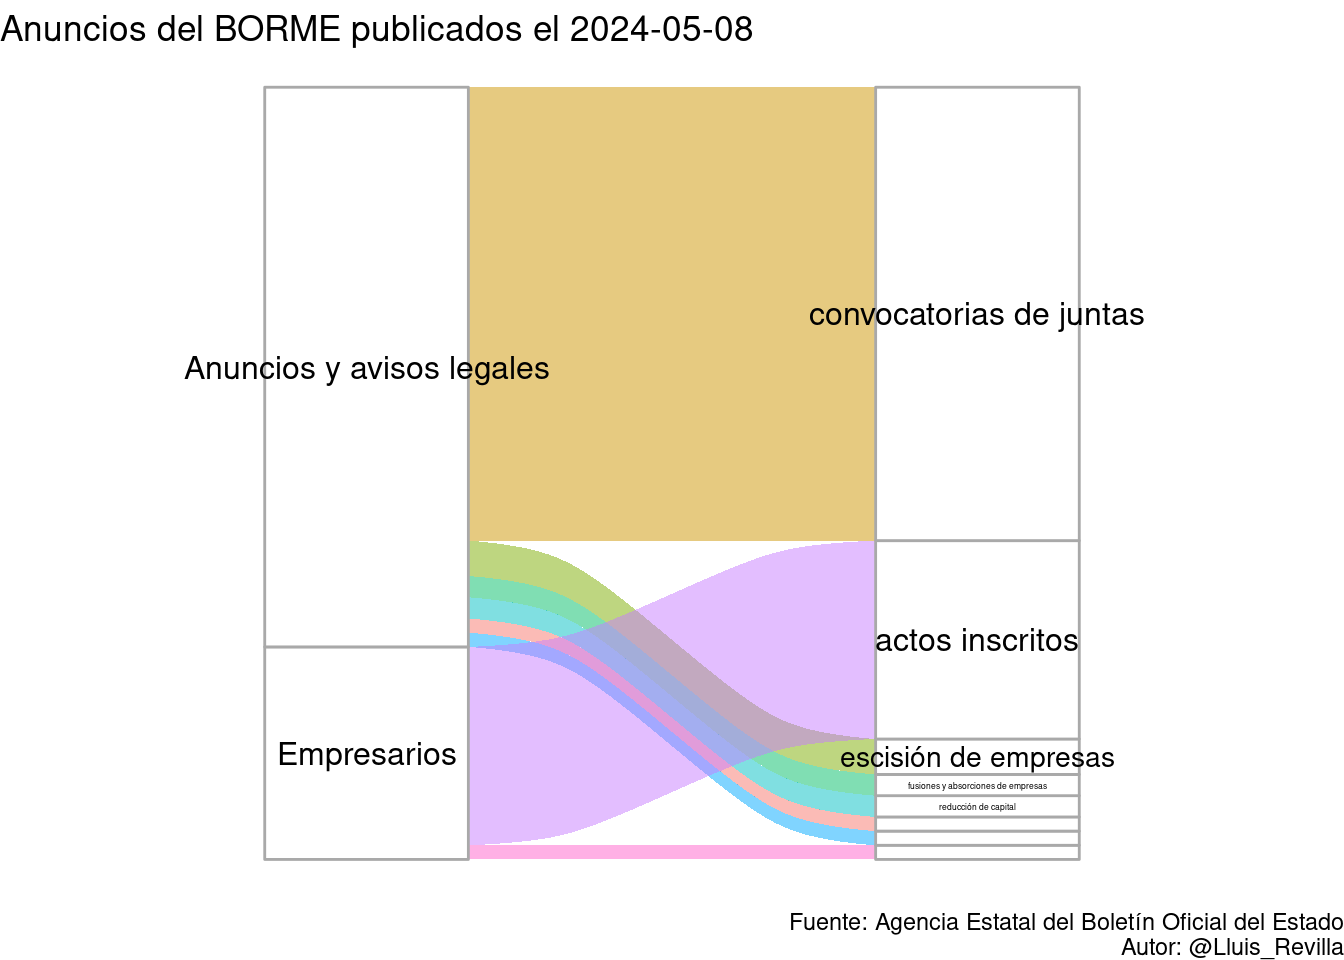 Anuncios del BORME publicados el 2024-05-08
convocatorias de juntas
Anuncios y avisos legales
actos inscritos
Empresarios
escisión de empresas
fusiones y absorciones de empresas
reducción de capital
Fuente: Agencia Estatal del Boletín Oficial del Estado
Autor: @Lluis_Revilla